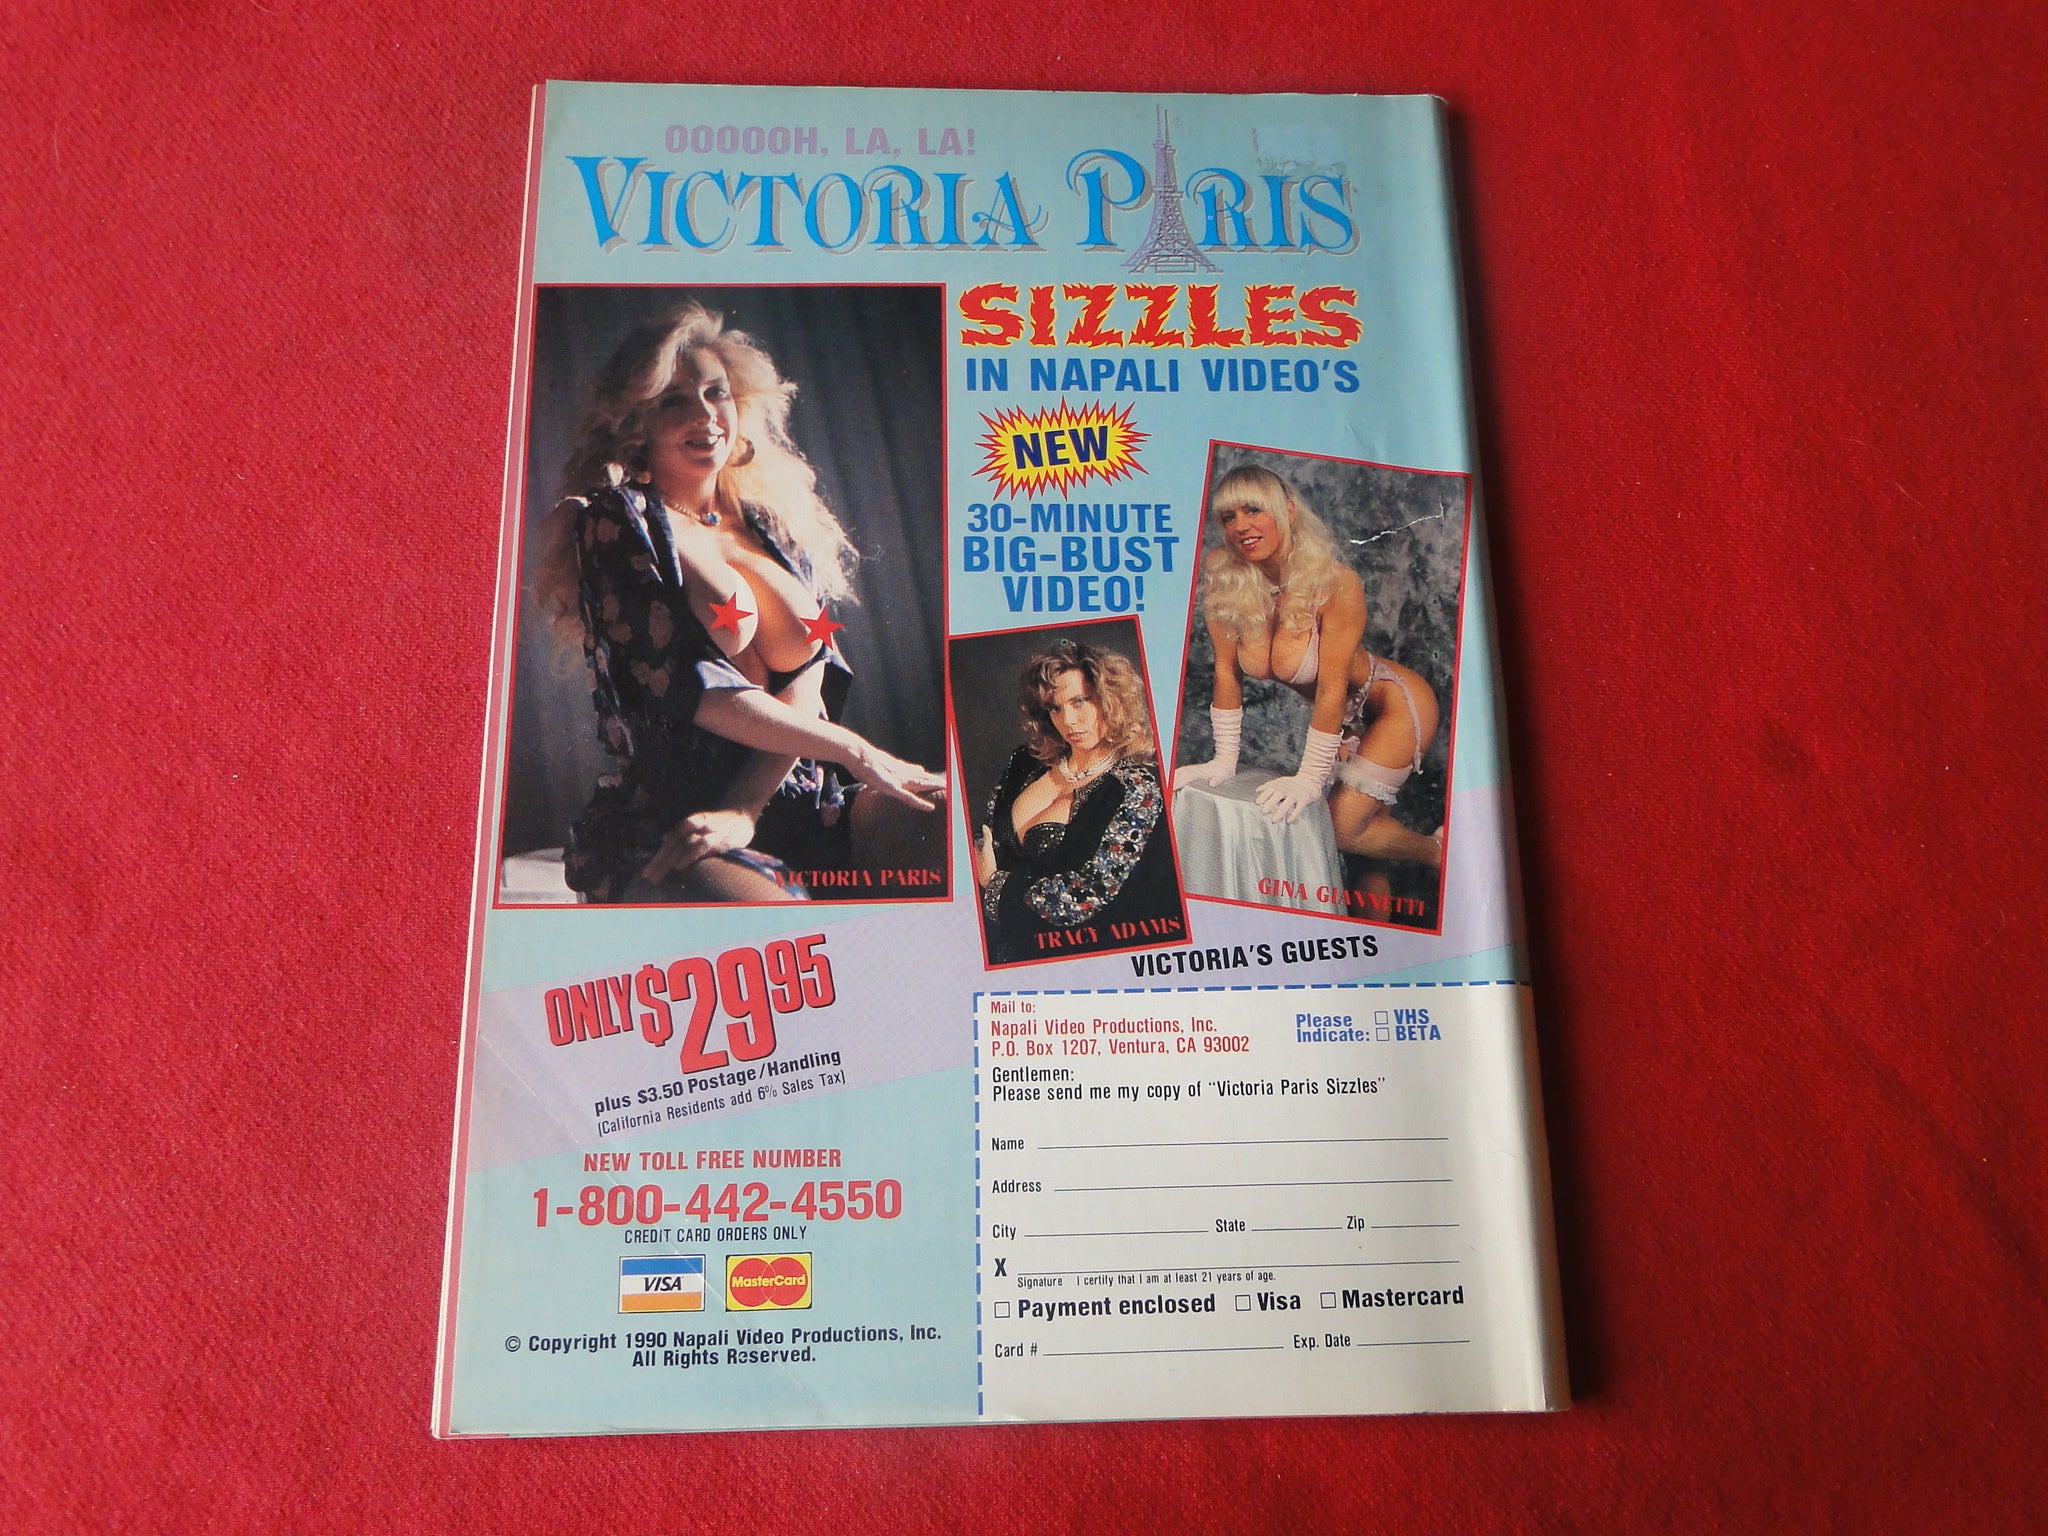 OOOOOH, LA, LA!
VICTORIA PARIS
SIZZLES
IN NAPALI VIDEO'S
NEW
30-MINUTE
BIG-BUST
VIDEO!
VICTORIA PARIS
TRACY ADAMS
GINA GIANNETTI
VICTORIA'S GUESTS
ONLY $29.95
plus $3.50 Postage/Handling
(California Residents add 6% Sales Tax)
NEW TOLL FREE NUMBER
1-800-442-4550
CREDIT CARD ORDERS ONLY
VISA MasterCard
© Copyright 1990 Napali Video Productions, Inc.
All Rights Reserved.
Mail to:
Napali Video Productions, Inc.
P.O. Box 1207, Ventura, CA 93002
Please □ VHS
Indicate: □ BETA
Gentlemen:
Please send me my copy of "Victoria Paris Sizzles"
Name
Address
City State Zip
X
Signature I certify that I am at least 21 years of age.
□ Payment enclosed □ Visa □ Mastercard
Card # Exp. Date